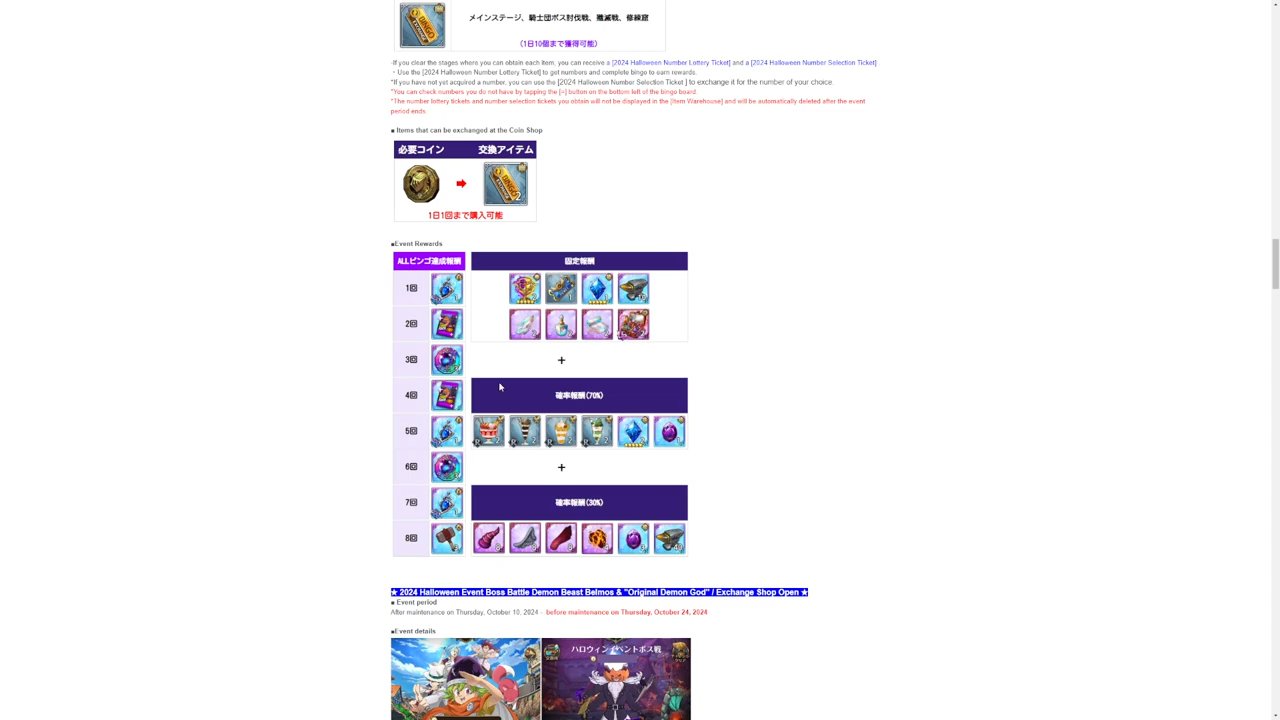 BINGO
メインステージ、騎士団ボス討伐戦、殲滅戦、修練窟
（1日10個まで獲得可能）
-If you clear the stages where you can obtain each item, you can receive a [2024 Halloween Number Lottery Ticket] and a [2024 Halloween Number Selection Ticket] .
・Use the [2024 Halloween Number Lottery Ticket] to get numbers and complete bingo to earn rewards.
*If you have not yet acquired a number, you can use the [2024 Halloween Number Selection Ticket ] to exchange it for the number of your choice.
*You can check numbers you do not have by tapping the [=] button on the bottom left of the bingo board.
*The number lottery tickets and number selection tickets you obtain will not be displayed in the [Item Warehouse] and will be automatically deleted after the event
period ends.
■ Items that can be exchanged at the Coin Shop
必要コイン 交換アイテム
BINGO 2
1日1回まで購入可能
■Event Rewards
ALLビンゴ達成報酬 固定報酬
1回
2回
3回 +
4回 確率報酬(70%)
5回
6回 +
7回 確率報酬(30%)
8回
★ 2024 Halloween Event Boss Battle Demon Beast Belmos & "Original Demon God" / Exchange Shop Open ★
■ Event period
After maintenance on Thursday, October 10, 2024 - before maintenance on Thursday, October 24, 2024
■Event details
ハロウィンイベントボス戦